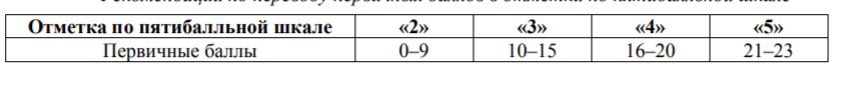 Отметка по пятибалльной шкале «2» «3» «4» «5»
Первичные баллы 0–9 10–15 16–20 21–23